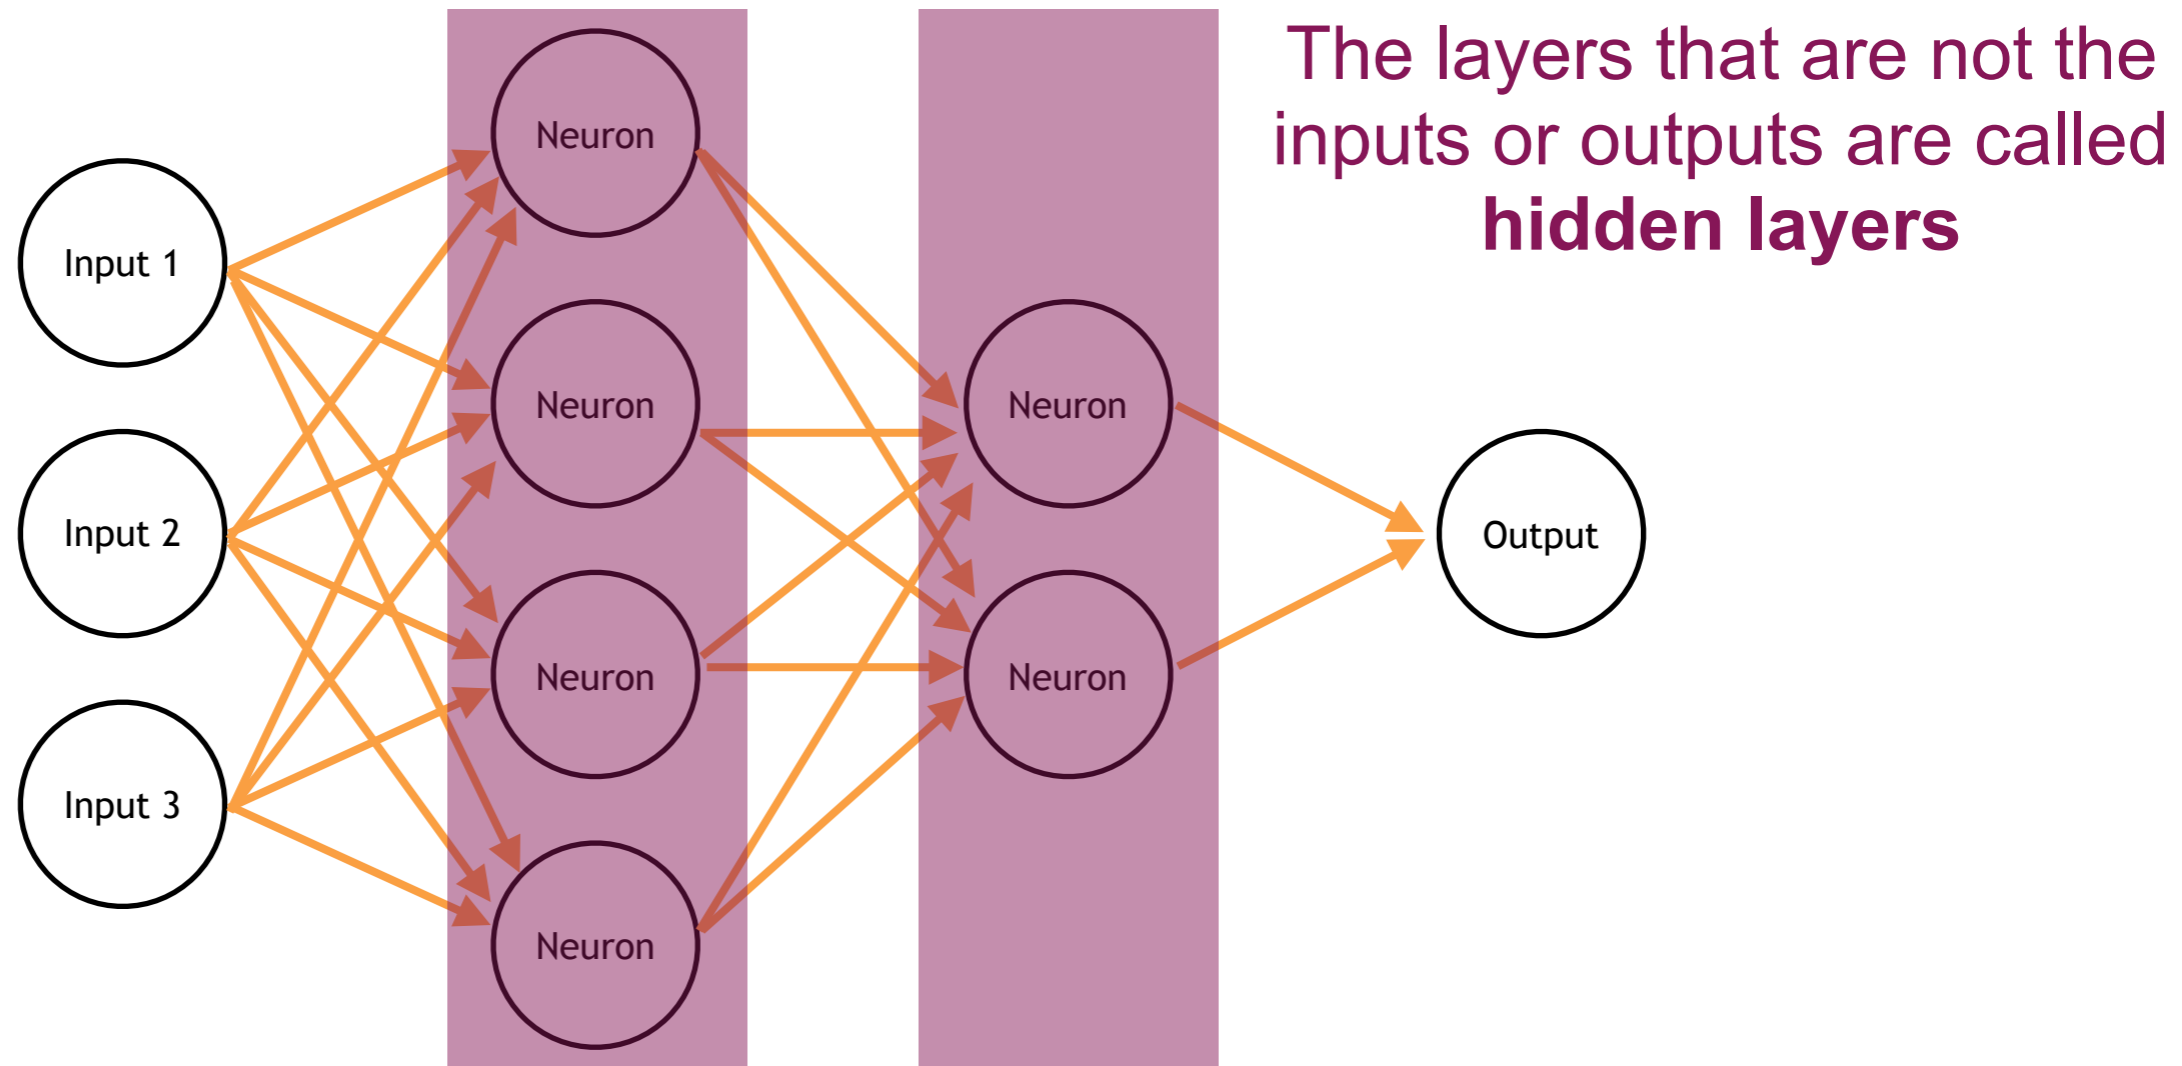 The layers that are not the
inputs or outputs are called
hidden layers
Input 1
Input 2
Input 3
Neuron
Neuron
Neuron
Neuron
Neuron
Neuron
Output